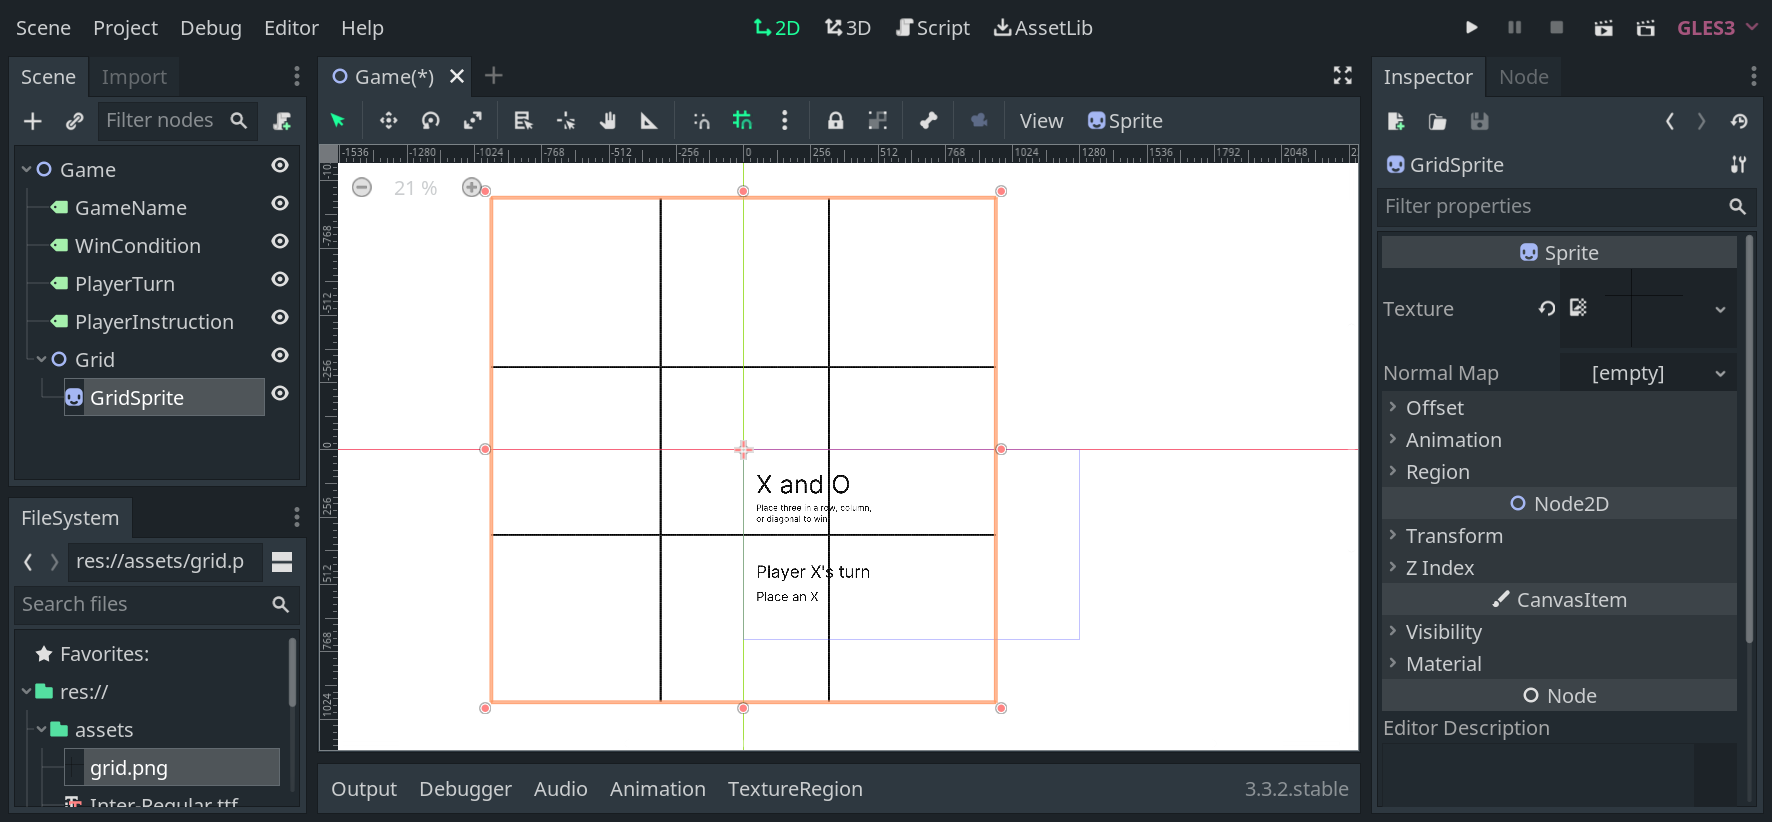 Scene Project Debug Editor Help
2D 3D Script AssetLib
GLES3
Scene Import
Filter nodes
Game
GameName
WinCondition
PlayerTurn
PlayerInstruction
Grid
GridSprite
FileSystem
res://assets/grid.p
Search files
Favorites:
res://
assets
grid.png
Inter-Regular.ttf
Game(*)
View Sprite
-1536 -1280 -1024 -768 -512 -256 0 256 512 768 1024 1280 1536 1792 2048 2
-10
-768
-512
-256
0
256
512
768
1024
21 %
X and O
Place three in a row, column,
or diagonal to win
Player X's turn
Place an X
Output Debugger Audio Animation TextureRegion 3.3.2.stable
Inspector Node
GridSprite
Filter properties
Sprite
Texture
Normal Map [empty]
Offset
Animation
Region
Node2D
Transform
Z Index
CanvasItem
Visibility
Material
Node
Editor Description